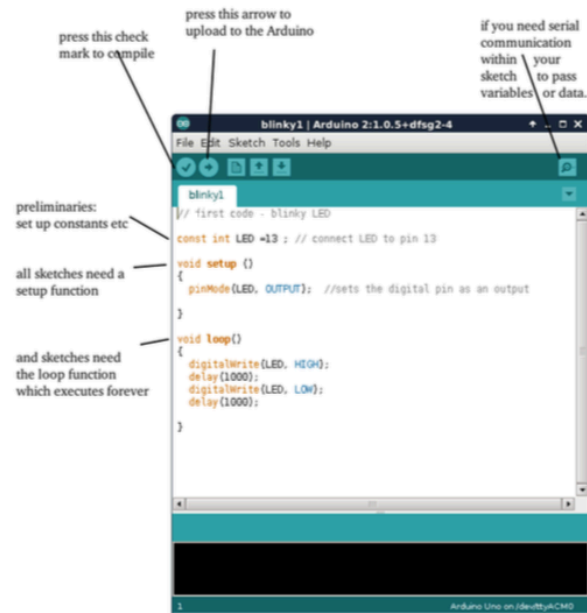 press this check
mark to compile
press this arrow to
upload to the Arduino
if you need serial
communication
within your
sketch to pass
variables or data.
blinky1 | Arduino 2:1.0.5+dfsg2-4
File Edit Sketch Tools Help
blinky1
// first code - blinky LED
preliminaries:
set up constants etc
const int LED =13 ; // connect LED to pin 13
all sketches need a
setup function
void setup ()
{
pinMode(LED, OUTPUT); //sets the digital pin as an output
}
and sketches need
the loop function
which executes forever
void loop()
{
digitalWrite(LED, HIGH);
delay(1000);
digitalWrite(LED, LOW);
delay(1000);
}
1
Arduino Uno on /dev/ttyACM0